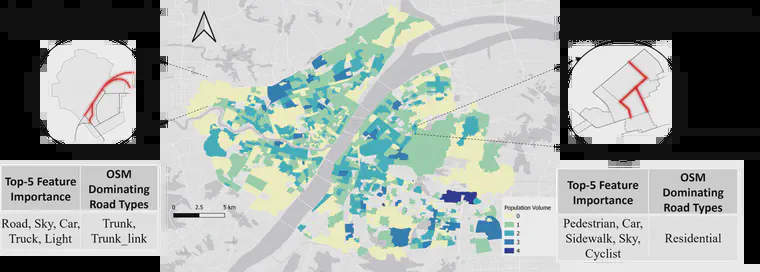 Top-5 Feature
Importance
OSM
Dominating
Road Types
Road, Sky, Car,
Truck, Light
Trunk,
Trunk_link
0 2.5 5 km
Population Volume
0
1
2
3
4
Top-5 Feature
Importance
OSM
Dominating
Road Types
Pedestrian, Car,
Sidewalk, Sky,
Cyclist
Residential